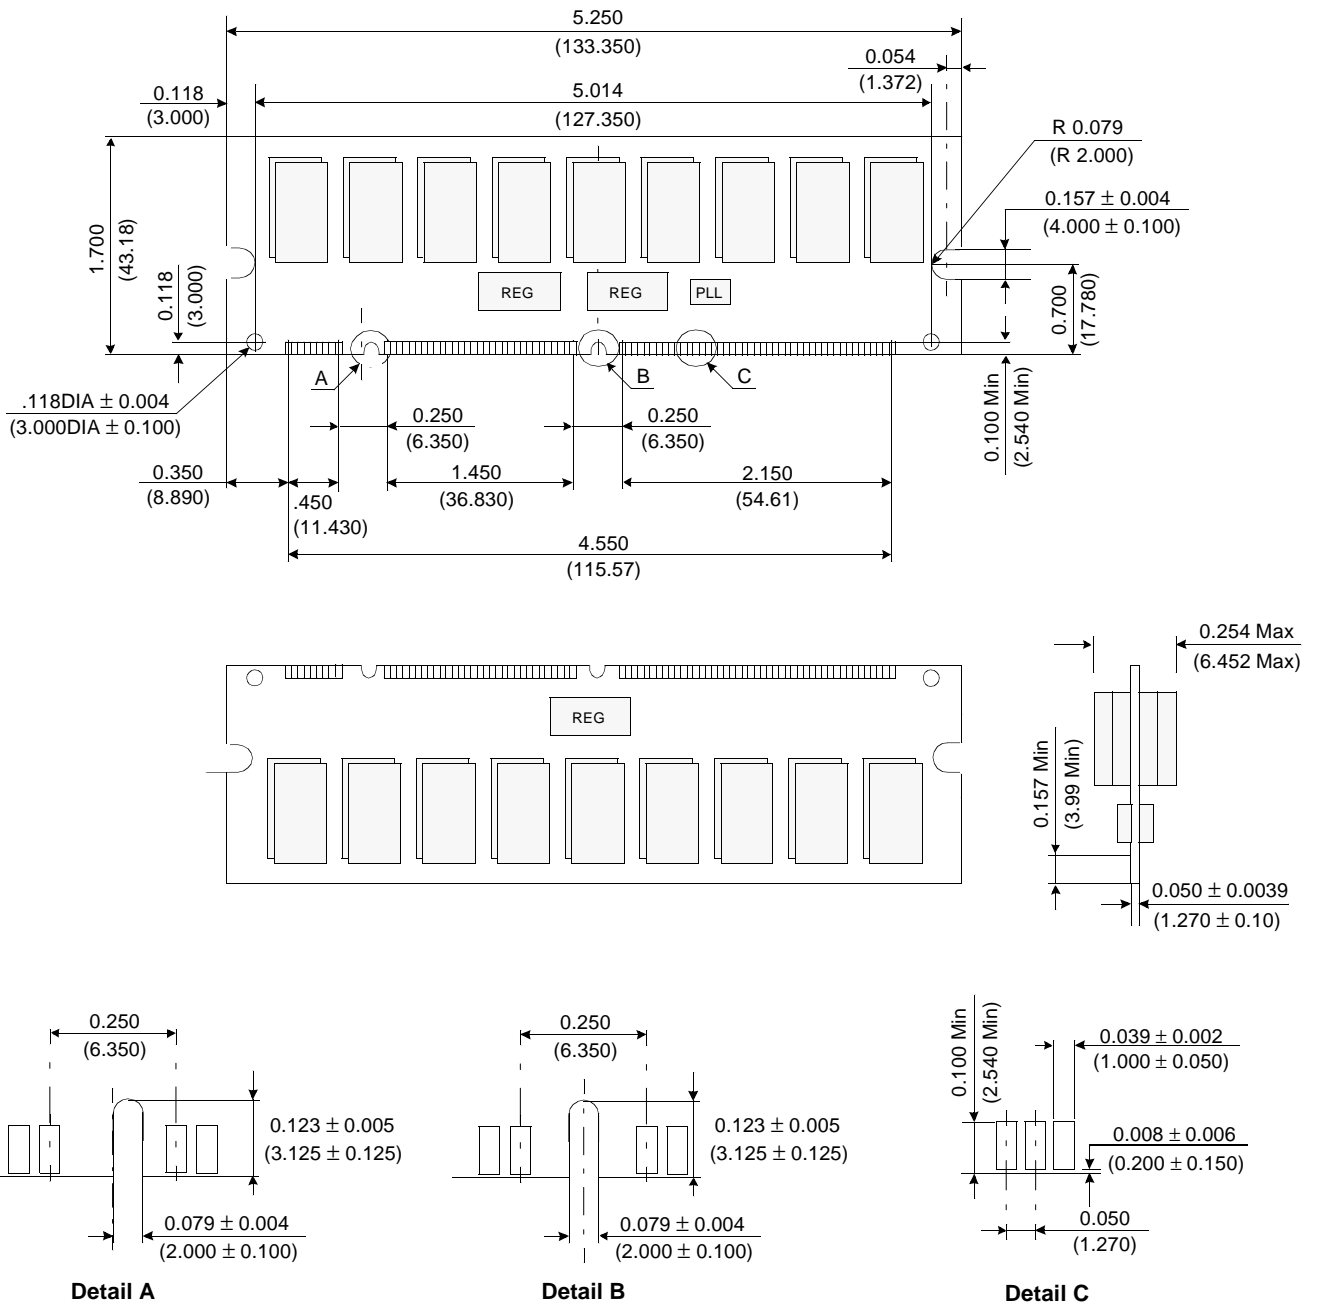 5.250
(133.350)
0.054
(1.372)
0.118
(3.000)
5.014
(127.350)
R 0.079
(R 2.000)
0.157 ± 0.004
(4.000 ± 0.100)
1.700
(43.18)
0.118
(3.000)
REG
REG
PLL
0.700
(17.780)
A
B
C
.118DIA ± 0.004
(3.000DIA ± 0.100)
0.250
(6.350)
0.250
(6.350)
0.100 Min
(2.540 Min)
0.350
(8.890)
.450
(11.430)
1.450
(36.830)
2.150
(54.61)
4.550
(115.57)
0.254 Max
(6.452 Max)
REG
0.157 Min
(3.99 Min)
0.050 ± 0.0039
(1.270 ± 0.10)
0.250
(6.350)
0.123 ± 0.005
(3.125 ± 0.125)
0.079 ± 0.004
(2.000 ± 0.100)
Detail A
0.250
(6.350)
0.123 ± 0.005
(3.125 ± 0.125)
0.079 ± 0.004
(2.000 ± 0.100)
Detail B
0.100 Min
(2.540 Min)
0.039 ± 0.002
(1.000 ± 0.050)
0.008 ± 0.006
(0.200 ± 0.150)
0.050
(1.270)
Detail C